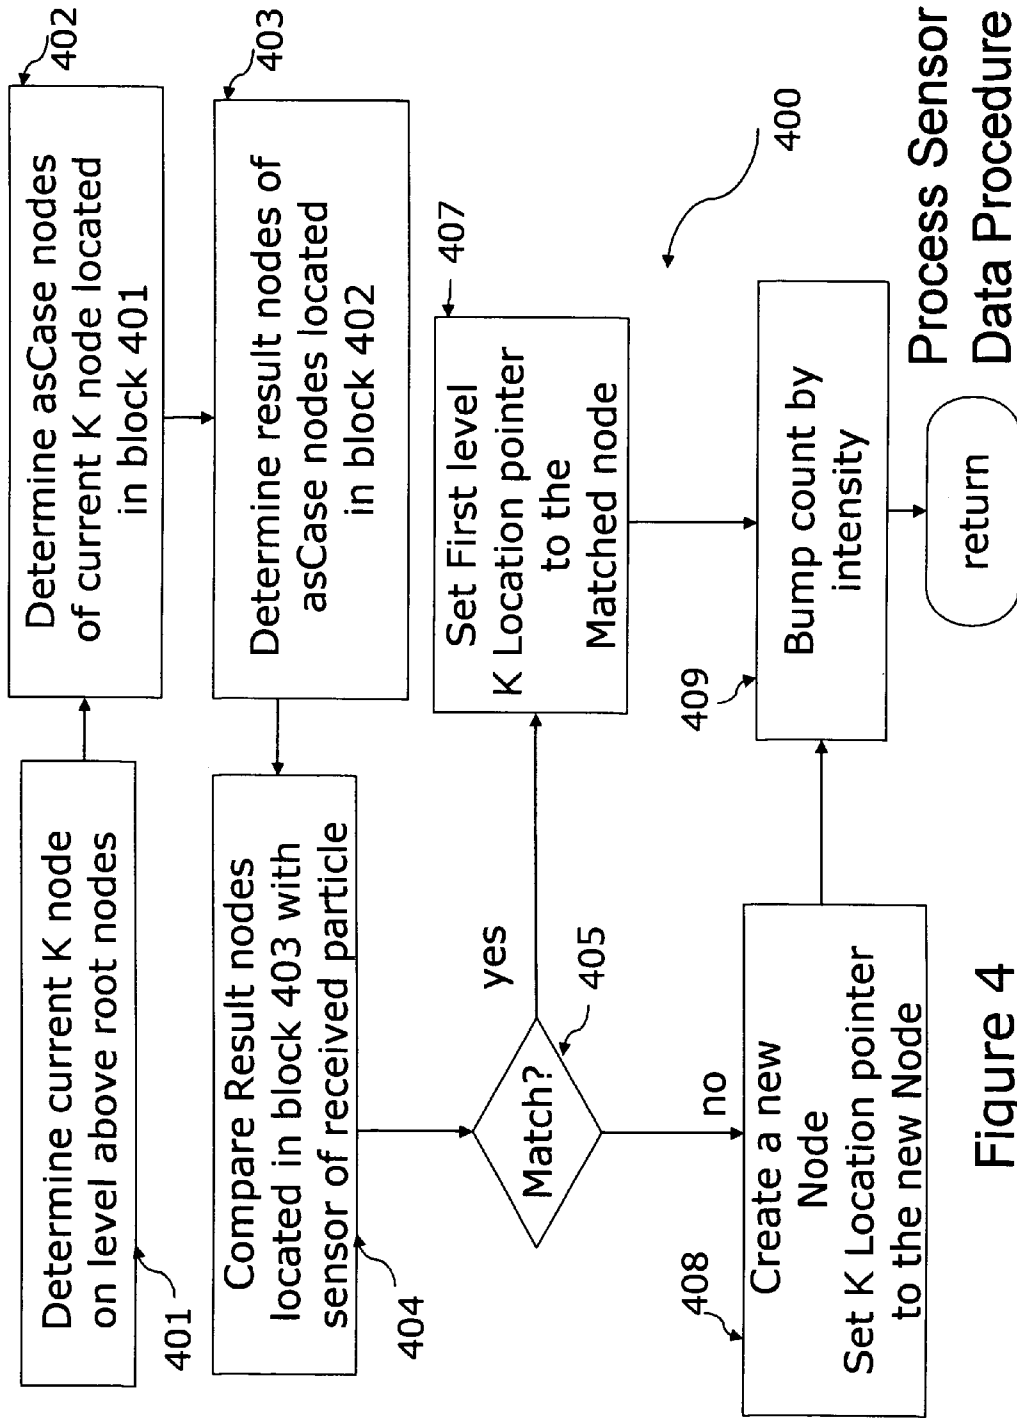 Determine current K node
on level above root nodes
401
Determine asCase nodes
of current K node located
in block 401
402
Determine result nodes of
asCase nodes located
in block 402
403
Compare Result nodes
located in block 403 with
sensor of received particle
404
Match?
405
yes
no
Set First level
K Location pointer
to the
Matched node
407
Create a new
Node
Set K Location pointer
to the new Node
408
Bump count by
intensity
409
return
400
Process Sensor
Data Procedure
Figure 4